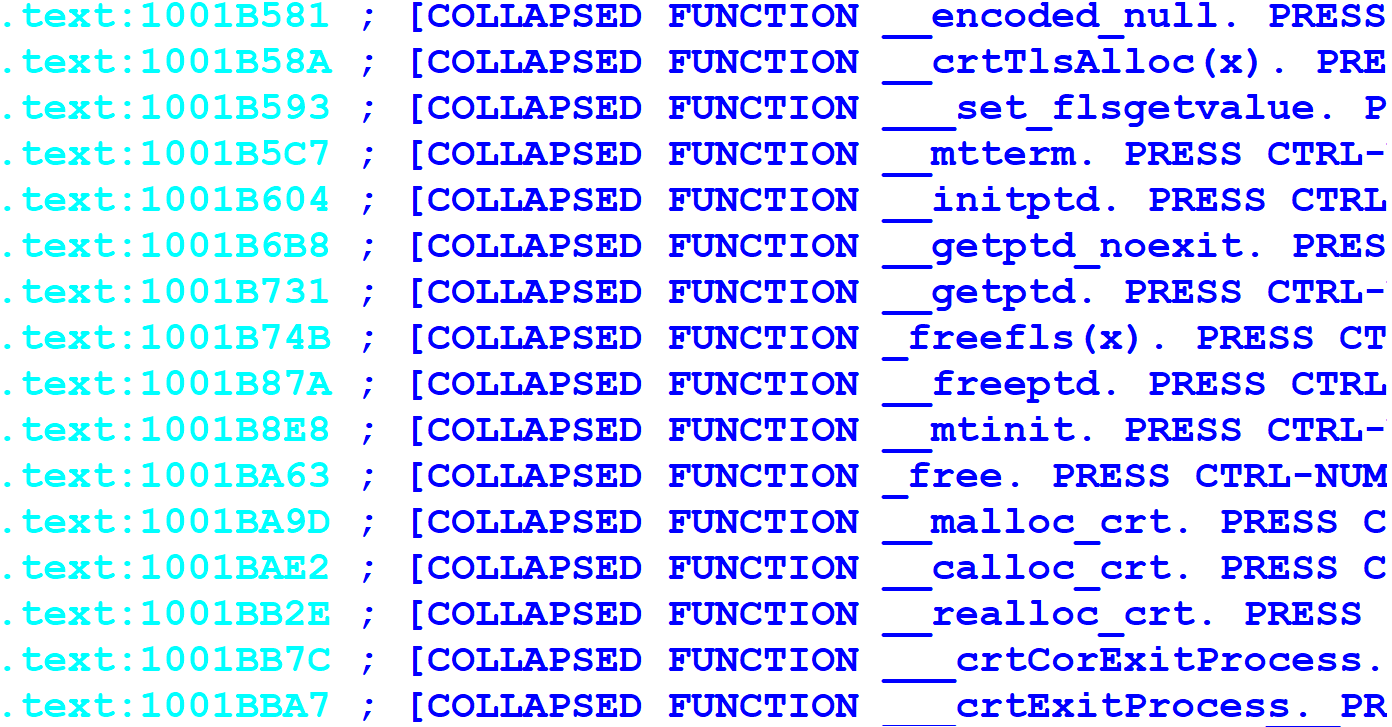 .text:1001B581 ; [COLLAPSED FUNCTION __encoded_null. PRESS
.text:1001B58A ; [COLLAPSED FUNCTION __crtTlsAlloc(x). PRE
.text:1001B593 ; [COLLAPSED FUNCTION ___set_flsgetvalue. P
.text:1001B5C7 ; [COLLAPSED FUNCTION __mtterm. PRESS CTRL-
.text:1001B604 ; [COLLAPSED FUNCTION __initptd. PRESS CTRL
.text:1001B6B8 ; [COLLAPSED FUNCTION __getptd_noexit. PRES
.text:1001B731 ; [COLLAPSED FUNCTION __getptd. PRESS CTRL-
.text:1001B74B ; [COLLAPSED FUNCTION _freefls(x). PRESS CT
.text:1001B87A ; [COLLAPSED FUNCTION __freeptd. PRESS CTRL
.text:1001B8E8 ; [COLLAPSED FUNCTION __mtinit. PRESS CTRL-
.text:1001BA63 ; [COLLAPSED FUNCTION _free. PRESS CTRL-NUM
.text:1001BA9D ; [COLLAPSED FUNCTION __malloc_crt. PRESS C
.text:1001BAE2 ; [COLLAPSED FUNCTION __calloc_crt. PRESS C
.text:1001BB2E ; [COLLAPSED FUNCTION __realloc_crt. PRESS
.text:1001BB7C ; [COLLAPSED FUNCTION ___crtCorExitProcess.
.text:1001BBA7 ; [COLLAPSED FUNCTION ___crtExitProcess. PR